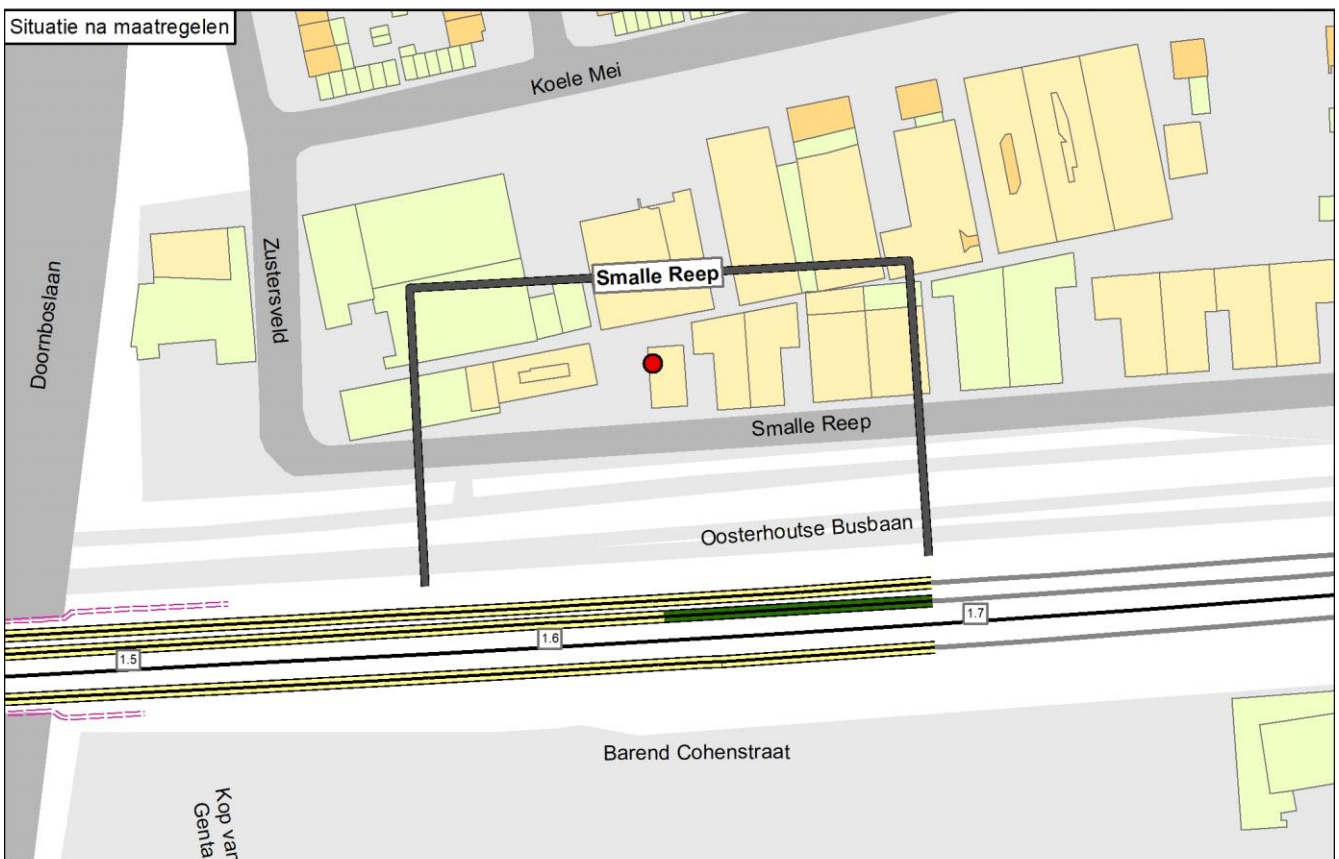 Situatie na maatregelen
Koele Mei
Doornboslaan
Zustersveld
Smalle Reep
Smalle Reep
Oosterhoutse Busbaan
1.7
1.6
1.5
Barend Cohenstraat
Kop van
Genta